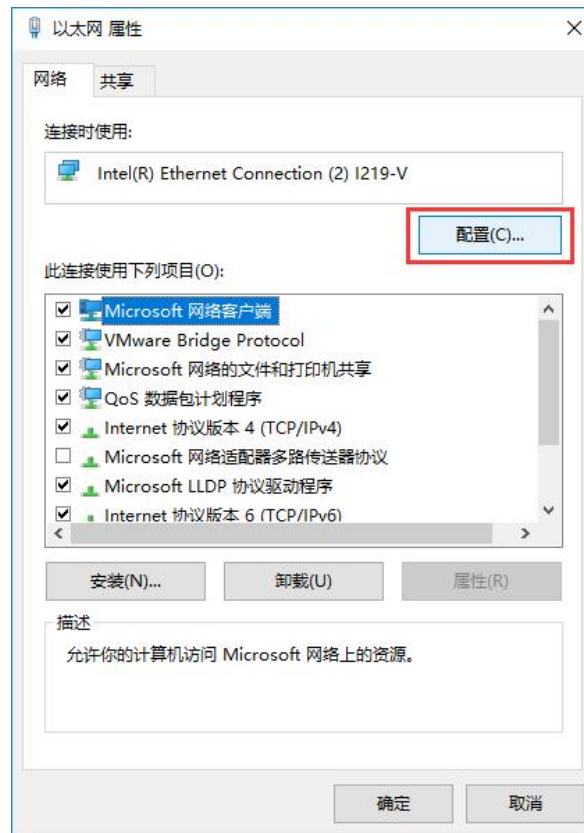 以太网 属性
网络
共享
连接时使用:
Intel(R) Ethernet Connection (2) I219-V
配置(C)...
此连接使用下列项目(O):
Microsoft 网络客户端
VMware Bridge Protocol
Microsoft 网络的文件和打印机共享
QoS 数据包计划程序
Internet 协议版本 4 (TCP/IPv4)
Microsoft 网络适配器多路传送器协议
Microsoft LLDP 协议驱动程序
Internet 协议版本 6 (TCP/IPv6)
安装(N)...
卸载(U)
属性(R)
描述
允许你的计算机访问 Microsoft 网络上的资源。
确定
取消